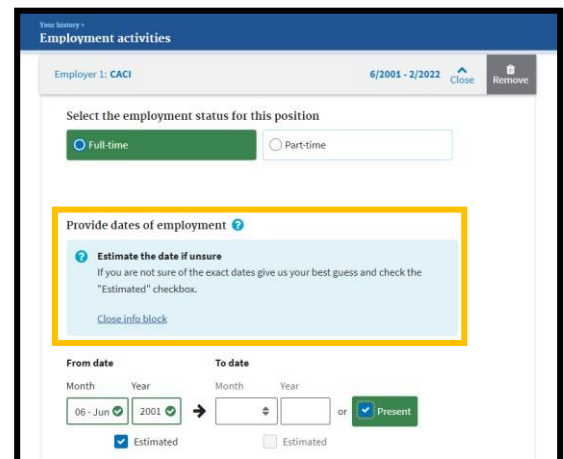 Your history >
Employment activities
Employer 1: CACI 6/2001 - 2/2022 Close Remove
Select the employment status for this position
Full-time Part-time
Provide dates of employment ?
? Estimate the date if unsure
If you are not sure of the exact dates give us your best guess and check the
"Estimated" checkbox.
Close info block
From date To date
Month Year Month Year
06 - Jun 2001 or Present
Estimated Estimated